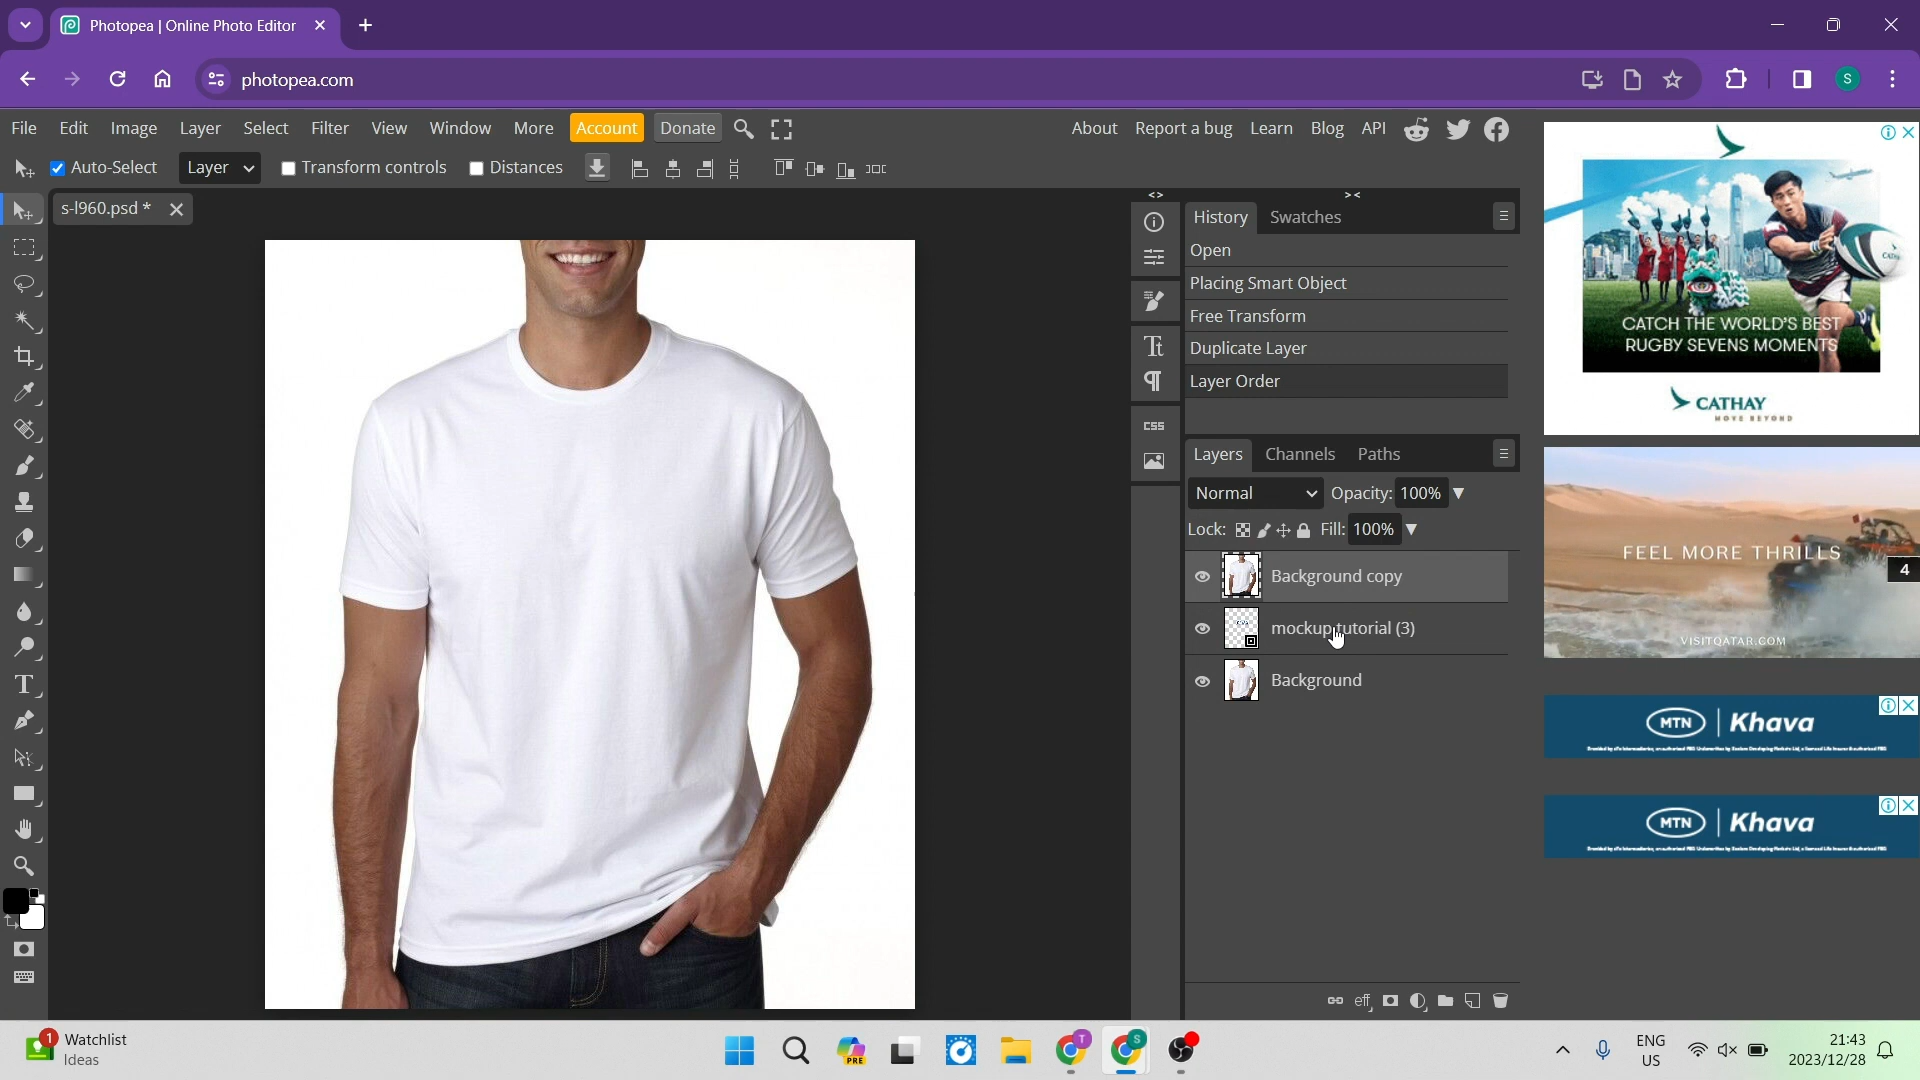 Photopea | Online Photo Editor
photopea.com
S
File Edit Image Layer Select Filter View Window More Account Donate
About Report a bug Learn Blog API
Auto-Select Layer Transform controls Distances
s-l960.psd *
History Swatches
Open
Placing Smart Object
Free Transform
Duplicate Layer
Layer Order
CSS
Layers Channels Paths
Normal Opacity: 100%
Lock: Fill: 100%
Background copy
mockup tutorial (3)
Background
eff
CATCH THE WORLD'S BEST
RUGBY SEVENS MOMENTS
CATHAY
MOVE BEYOND
FEEL MORE THRILLS
4
VISITQATAR.COM
MTN Khava
MTN Khava
1
Watchlist
Ideas
PRE
T
S
ENG
US
21:43
2023/12/28